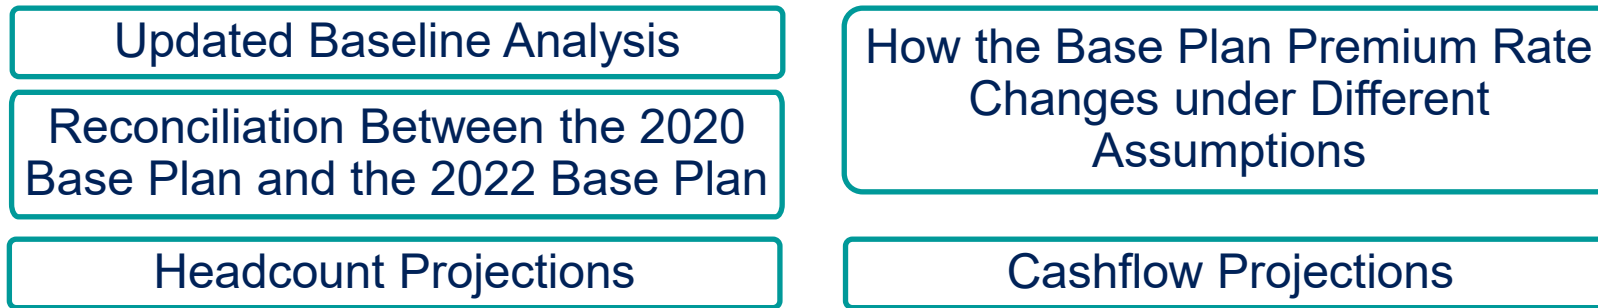 Updated Baseline Analysis
Reconciliation Between the 2020
Base Plan and the 2022 Base Plan
Headcount Projections
How the Base Plan Premium Rate
Changes under Different
Assumptions
Cashflow Projections